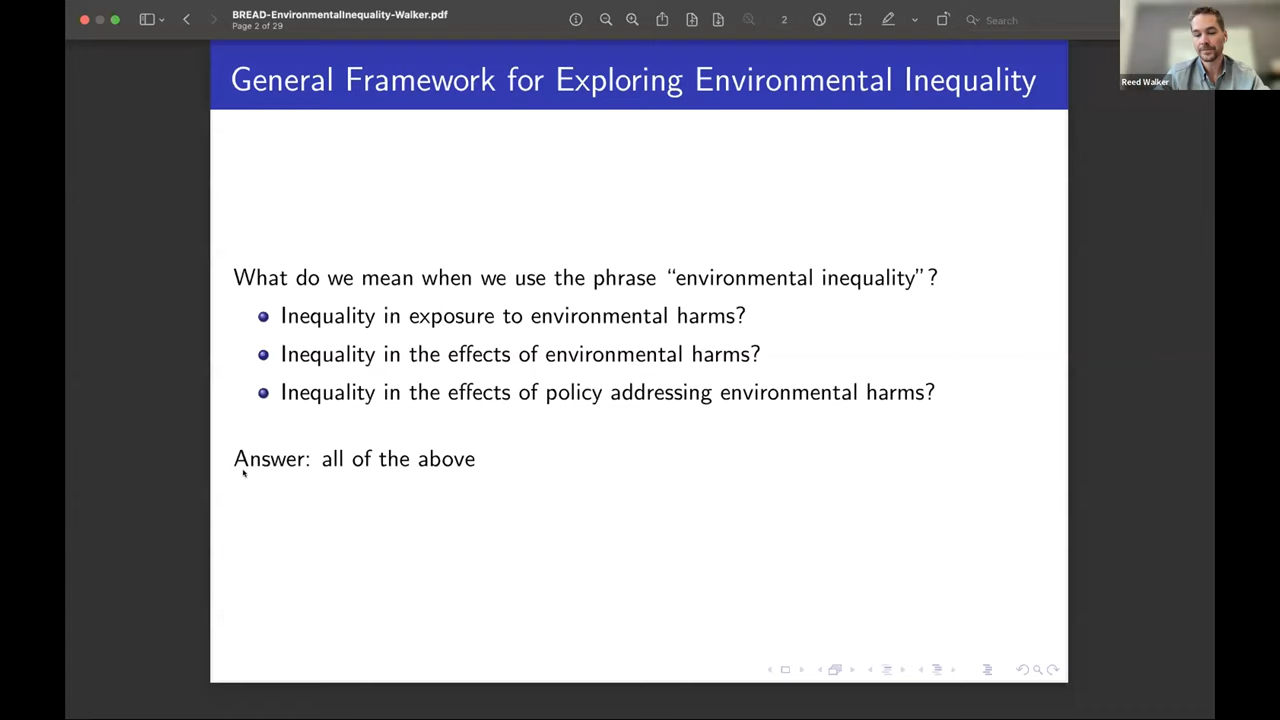 BREAD-EnvironmentalInequality-Walker.pdf
Page 2 of 29
2
Search
Reed Walker
General Framework for Exploring Environmental Inequality
What do we mean when we use the phrase “environmental inequality”?
Inequality in exposure to environmental harms?
Inequality in the effects of environmental harms?
Inequality in the effects of policy addressing environmental harms?
Answer: all of the above